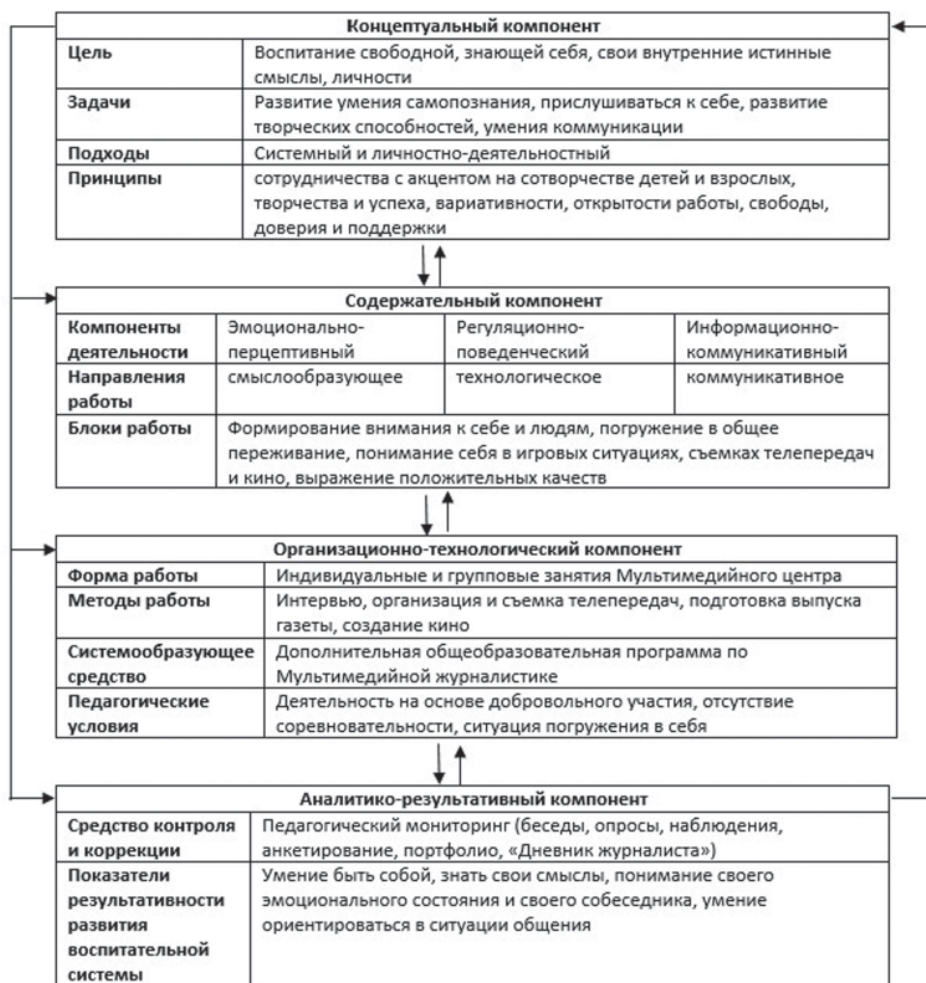 Концептуальный компонент
Цель
Воспитание свободной, знающей себя, свои внутренние истинные
смыслы, личности
Задачи
Развитие умения самопознания, прислушиваться к себе, развитие
творческих способностей, умения коммуникации
Подходы
Системный и личностно-деятельностный
Принципы
сотрудничества с акцентом на сотворчестве детей и взрослых,
творчества и успеха, вариативности, открытости работы, свободы,
доверия и поддержки
Содержательный компонент
Компоненты
деятельности
Эмоционально-
перцептивный
Регуляционно-
поведенческий
Информационно-
коммуникативный
Направления
работы
смыслообразующее
технологическое
коммуникативное
Блоки работы
Формирование внимания к себе и людям, погружение в общее
переживание, понимание себя в игровых ситуациях, съемках телепередач
и кино, выражение положительных качеств
Организационно-технологический компонент
Форма работы
Индивидуальные и групповые занятия Мультимедийного центра
Методы работы
Интервью, организация и съемка телепередач, подготовка выпуска
газеты, создание кино
Системообразующее
средство
Дополнительная общеобразовательная программа по
Мультимедийной журналистике
Педагогические
условия
Деятельность на основе добровольного участия, отсутствие
соревновательности, ситуация погружения в себя
Аналитико-результативный компонент
Средство контроля
и коррекции
Педагогический мониторинг (беседы, опросы, наблюдения,
анкетирование, портфолио, «Дневник журналиста»)
Показатели
результативности
развития
воспитательной
системы
Умение быть собой, знать свои смыслы, понимание своего
эмоционального состояния и своего собеседника, умение
ориентироваться в ситуации общения